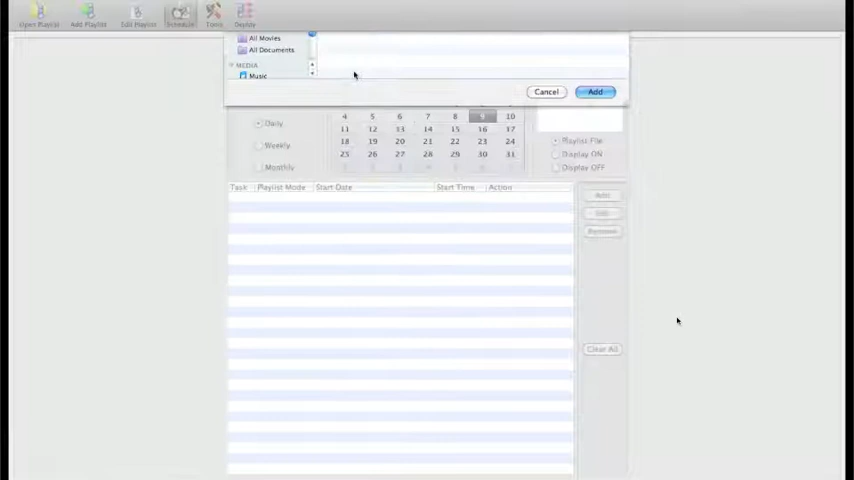 Open Playlist Add Playlist Edit Playlists Schedule Tools Deploy
All Movies
All Documents
MEDIA
Music
Cancel Add
Daily
Weekly
Monthly
4 5 6 7 8 9 10
11 12 13 14 15 16 17
18 19 20 21 22 23 24
25 26 27 28 29 30 31
Playlist File
Display ON
Display OFF
Task Playlist Mode Start Date Start Time Action
Add
Edit
Remove
Clear All